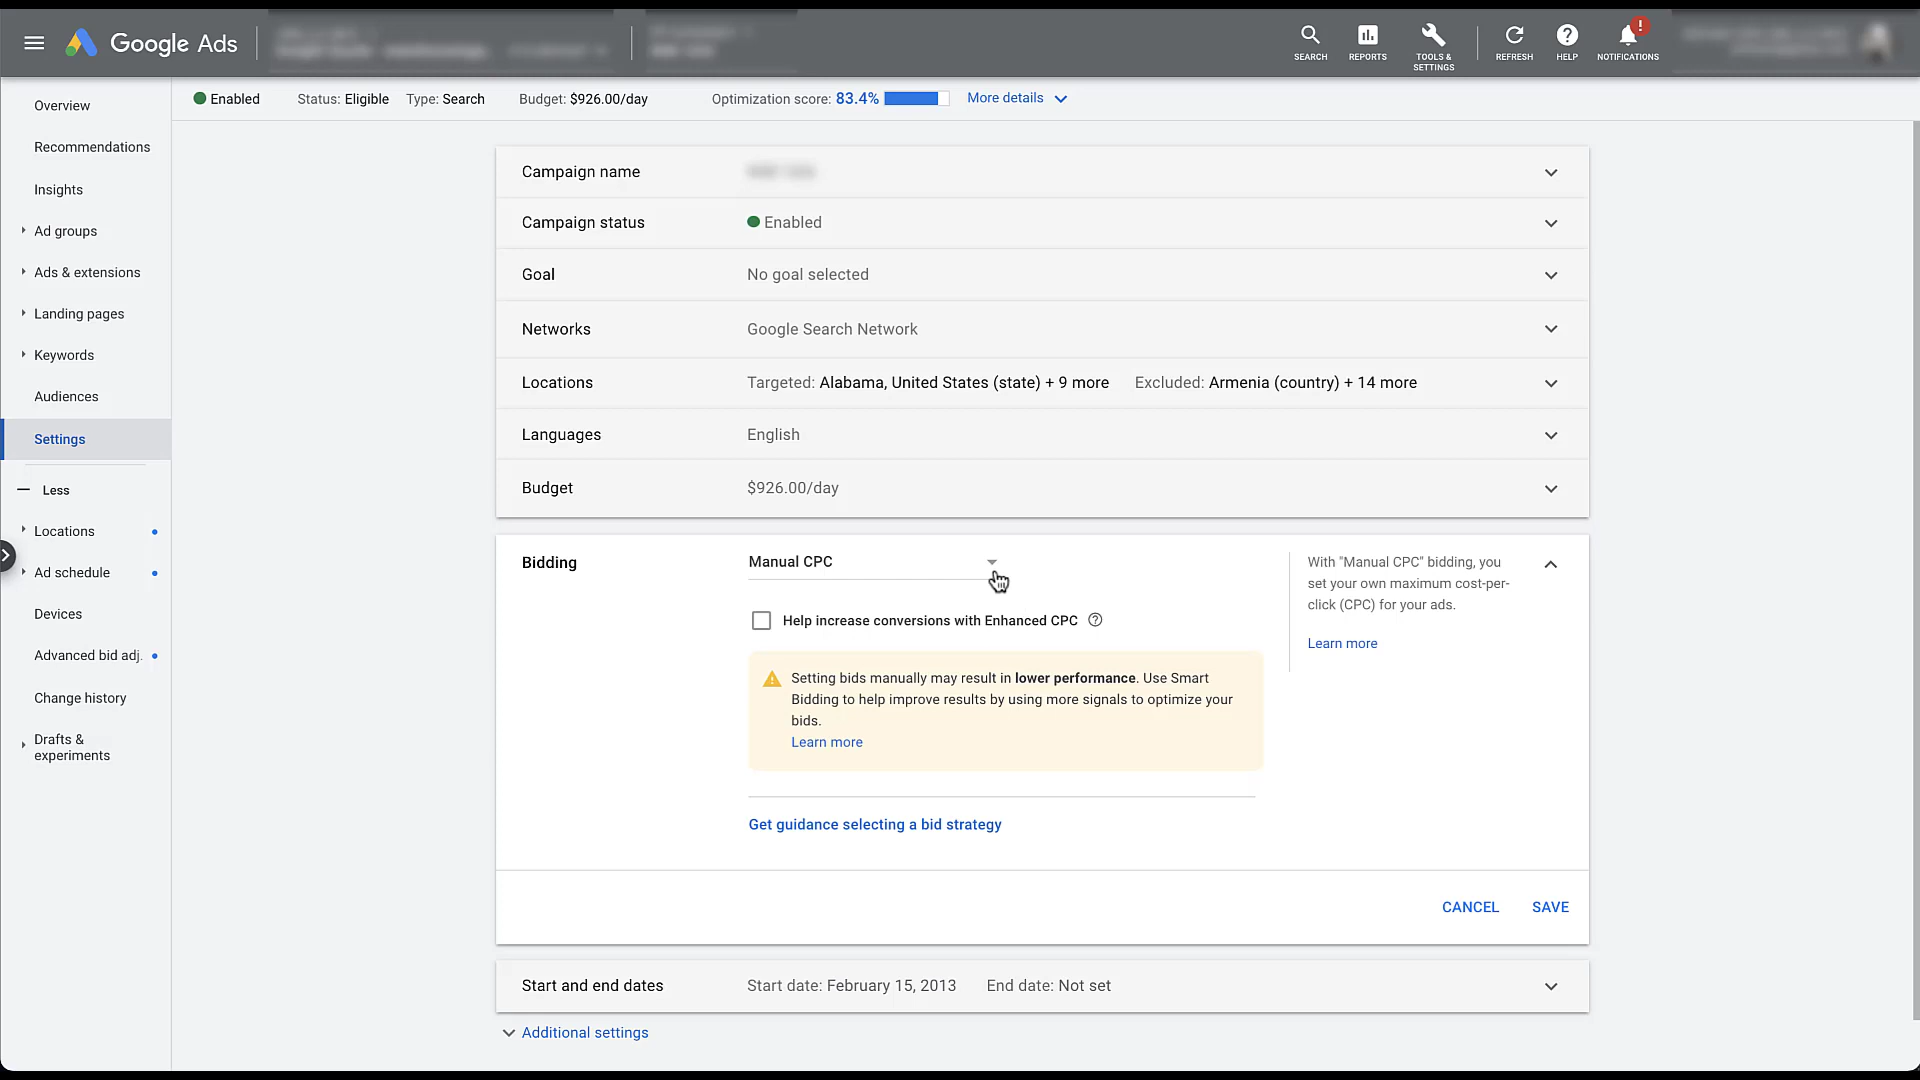 Google Ads
SEARCH
REPORTS
TOOLS &
SETTINGS
REFRESH
HELP
!
NOTIFICATIONS
Enabled
Status: Eligible
Type: Search
Budget: $926.00/day
Optimization score: 83.4%
More details
Overview
Recommendations
Insights
Ad groups
Ads & extensions
Landing pages
Keywords
Audiences
Settings
Less
Locations
Ad schedule
Devices
Advanced bid adj.
Change history
Drafts &
experiments
Campaign name
Campaign status
Enabled
Goal
No goal selected
Networks
Google Search Network
Locations
Targeted: Alabama, United States (state) + 9 more
Excluded: Armenia (country) + 14 more
Languages
English
Budget
$926.00/day
Bidding
Manual CPC
Help increase conversions with Enhanced CPC
Setting bids manually may result in lower performance. Use Smart
Bidding to help improve results by using more signals to optimize your
bids.
Learn more
Get guidance selecting a bid strategy
With "Manual CPC" bidding, you
set your own maximum cost-per-
click (CPC) for your ads.
Learn more
CANCEL
SAVE
Start and end dates
Start date: February 15, 2013
End date: Not set
Additional settings